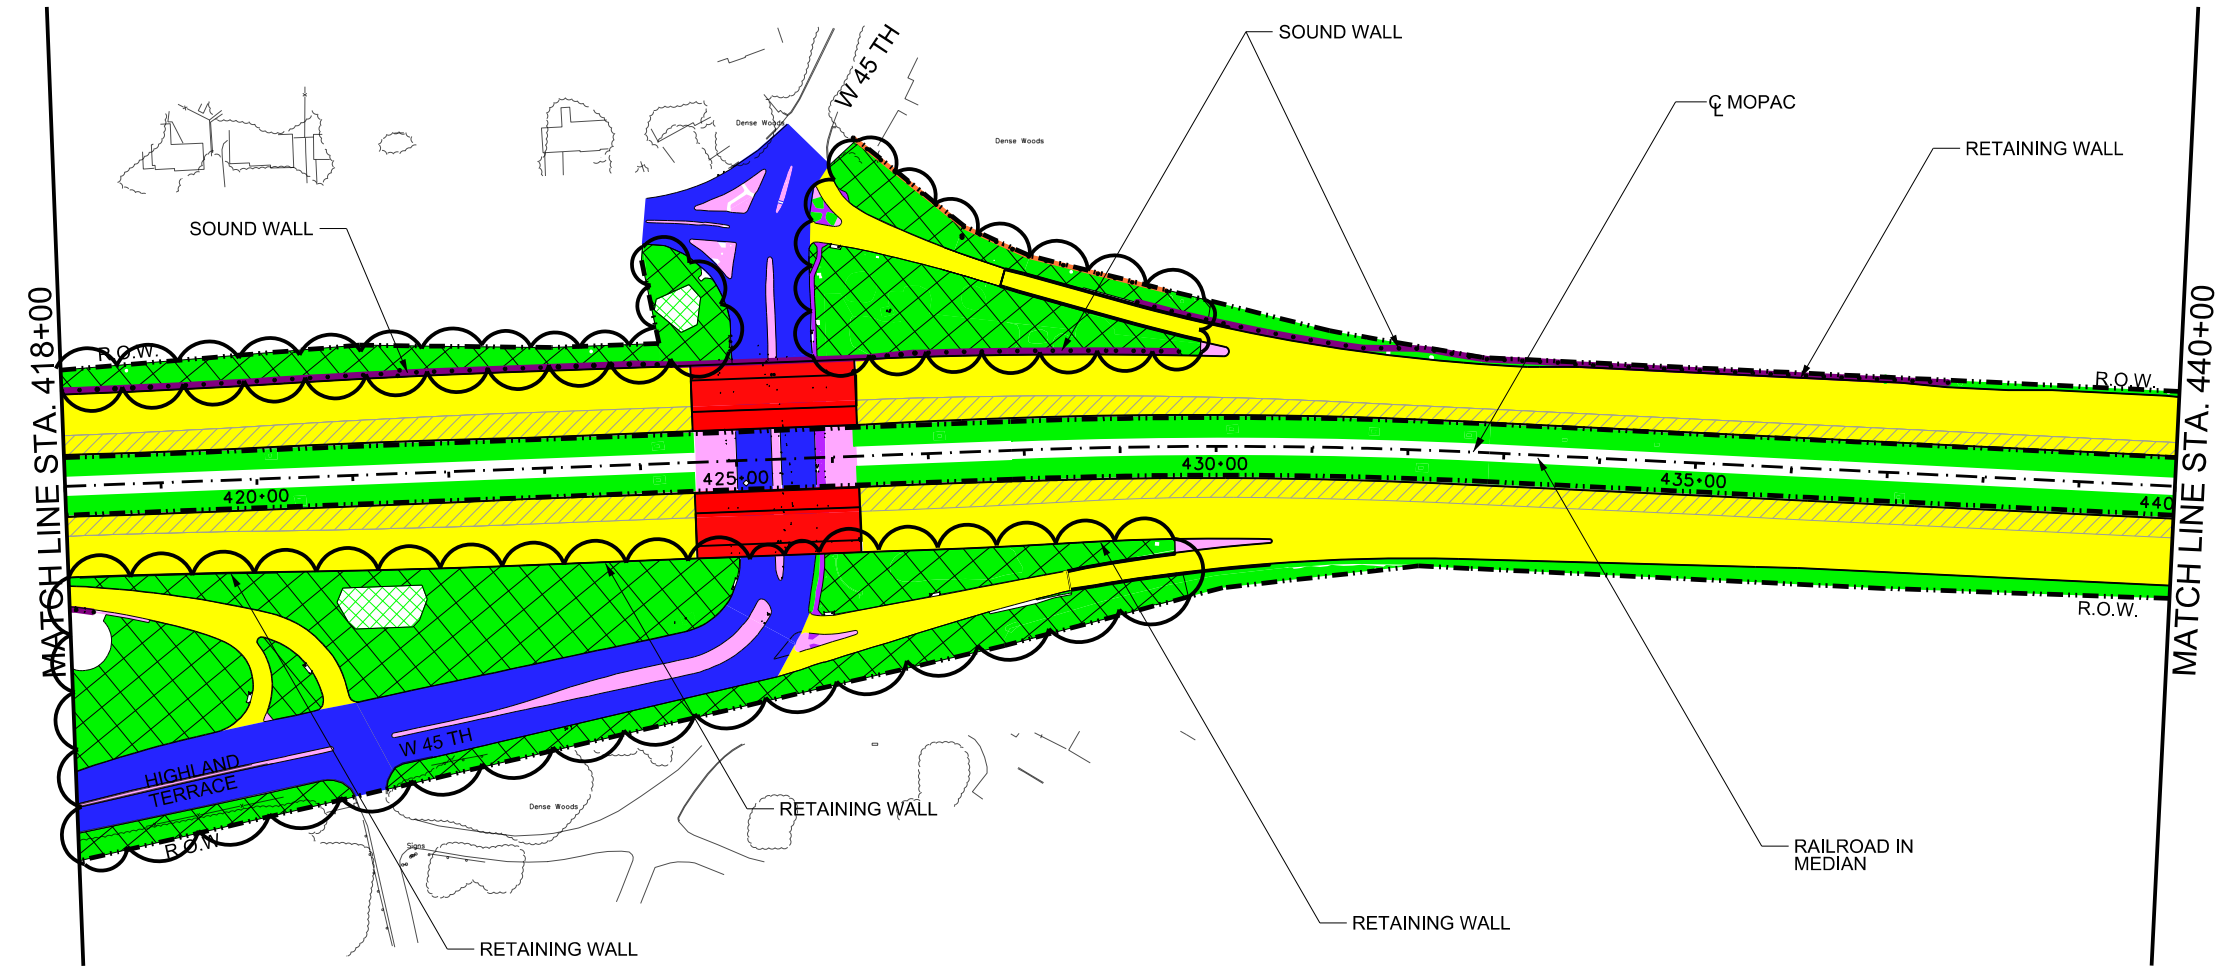 SOUND WALL
W 45 TH
℄ MOPAC
Dense Woods
Dense Woods
RETAINING WALL
SOUND WALL
MATCH LINE STA. 418+00
MATCH LINE STA. 440+00
R.O.W.
R.O.W.
420+00
425+00
430+00
435+00
440
R.O.W.
W 45 TH
HIGHLAND
TERRACE
Dense Woods
RETAINING WALL
R.O.W.
Signs
RAILROAD IN
MEDIAN
RETAINING WALL
RETAINING WALL